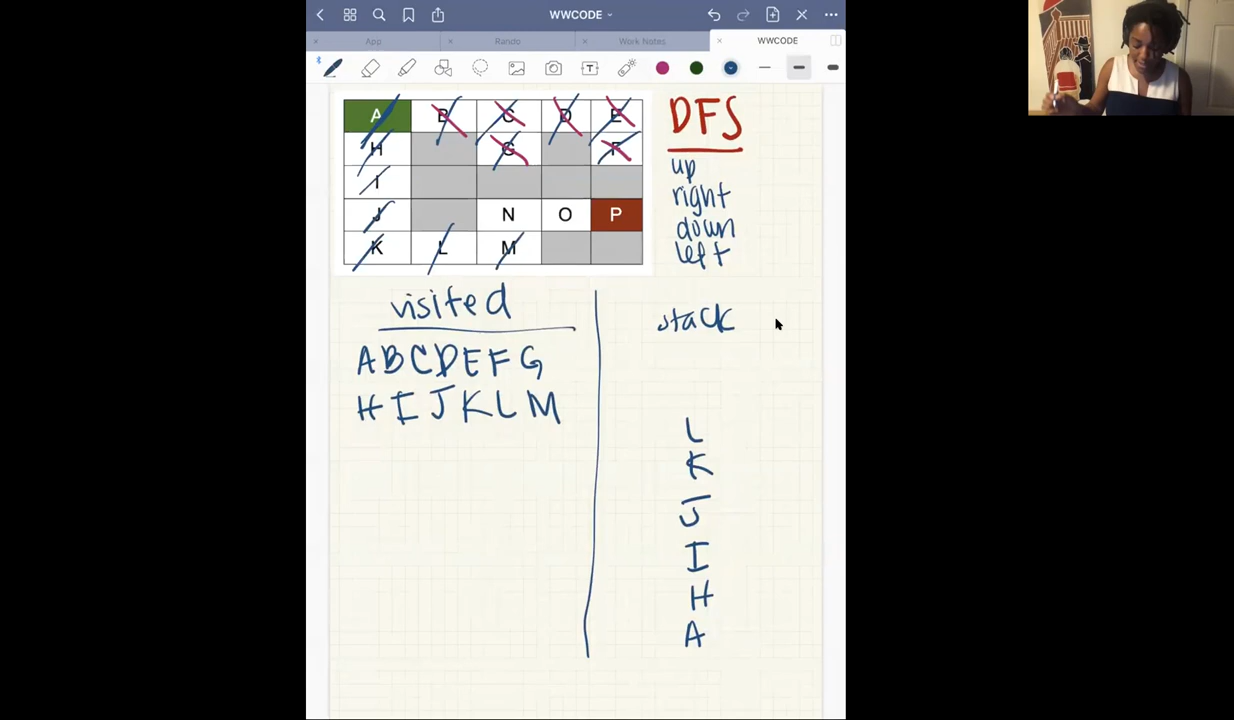 WWCODE
App Rando Work Notes WWCODE
A B C D E
H G F
I
J N O P
K L M
DFS
up
right
down
left
visited
ABCDEFG
HIJKLM
stack
L
K
J
I
H
A